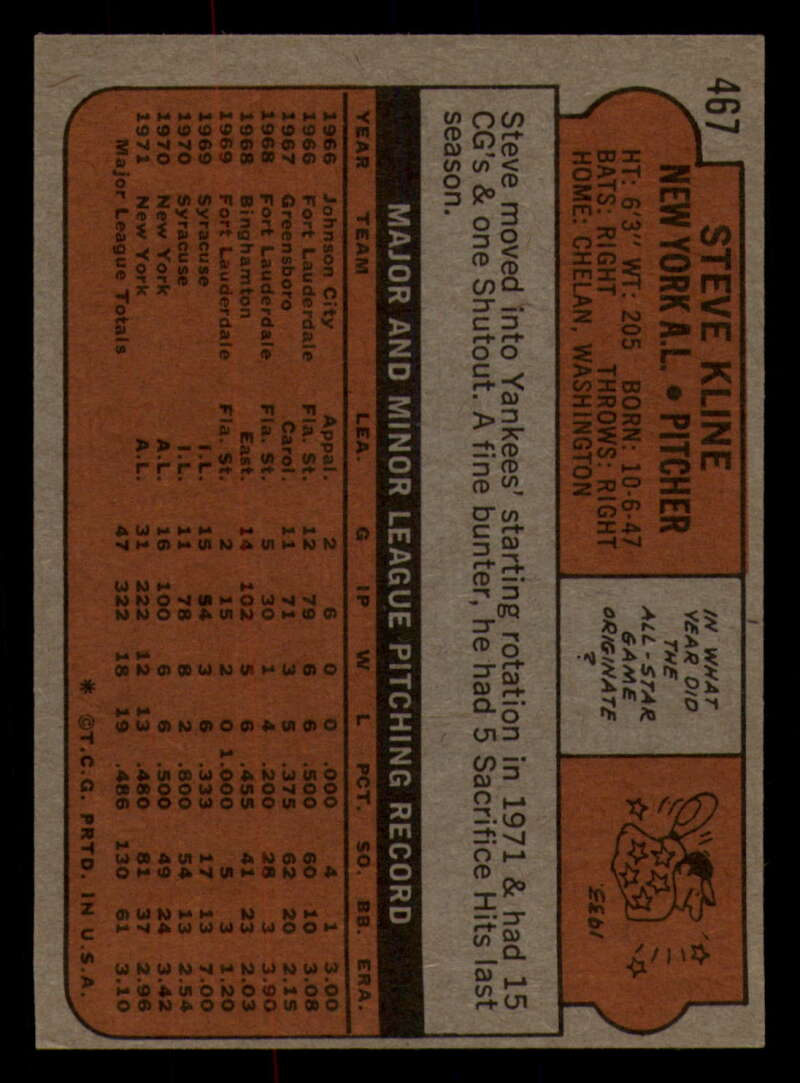 467
STEVE KLINE
NEW YORK A.L. • PITCHER
HT: 6'3" WT: 205 BORN: 10-6-47
BATS: RIGHT THROWS: RIGHT
HOME: CHELAN, WASHINGTON
IN WHAT
YEAR DID
THE
ALL-STAR
GAME
ORIGINATE
?
1933.
Steve moved into Yankees' starting rotation in 1971 & had 15
CG's & one Shutout. A fine bunter, he had 5 Sacrifice Hits last
season.
MAJOR AND MINOR LEAGUE PITCHING RECORD
YEAR TEAM LEA. G IP W L PCT. SO. BB. ERA.
1966 Johnson City Appal. 2 6 0 0 .000 4 1 3.00
1966 Fort Lauderdale Fla. St. 12 79 6 6 .500 60 10 3.08
1967 Greensboro Carol. 11 71 3 5 .375 62 20 2.15
1968 Fort Lauderdale Fla. St. 5 30 1 4 .200 28 3 3.90
1968 Binghamton East. 14 102 5 6 .455 41 23 2.03
1969 Fort Lauderdale Fla. St. 2 15 2 0 1.000 5 3 1.20
1969 Syracuse I.L. 15 54 3 6 .333 17 13 7.00
1970 Syracuse I.L. 11 78 8 2 .800 54 13 2.54
1970 New York A.L. 16 100 6 6 .500 49 24 3.42
1971 New York A.L. 31 222 12 13 .480 81 37 2.96
Major League Totals 47 322 18 19 .486 130 61 3.10
* ©T.C.G. PRTD. IN U.S.A.